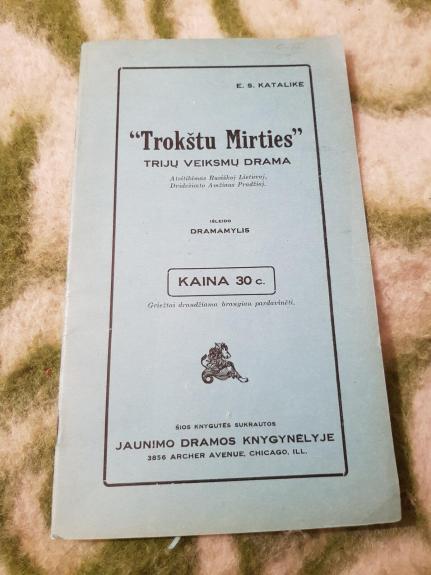 E. S. KATALIKE
“Trokštu Mirties”
TRIJŲ VEIKSMŲ DRAMA
Atsitikimas Rusiškoj Lietuvoj,
Dvidešimto Amžiaus Pradžioj.
IŠLEIDO
DRAMAMYLIS
KAINA 30 c.
Griežtai draudžiama brangiau pardavinėti.
ŠIOS KNYGUTĖS SUKRAUTOS
JAUNIMO DRAMOS KNYGYNĖLYJE
3856 ARCHER AVENUE, CHICAGO, ILL.